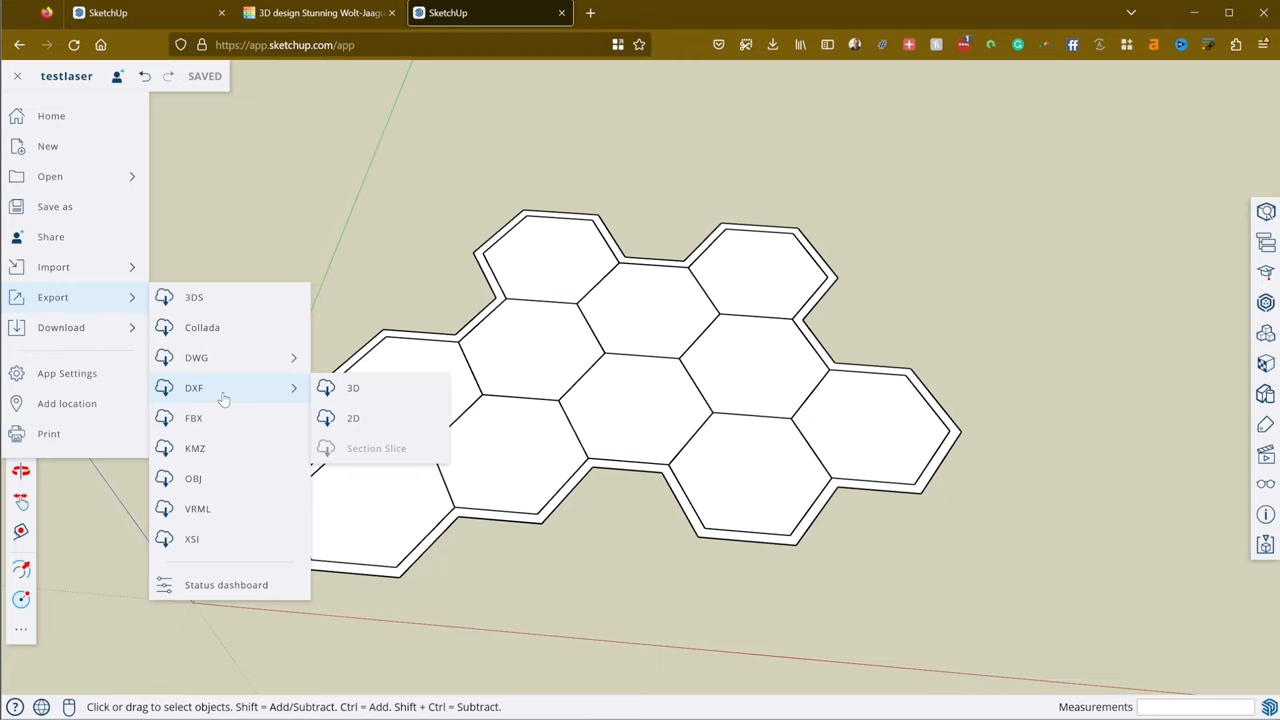 SketchUp
3D design Stunning Wolt-Jaagu
SketchUp
https://app.sketchup.com/app
testlaser
SAVED
Home
New
Open
Save as
Share
Import
Export
Download
App Settings
Add location
Print
3DS
Collada
DWG
DXF
FBX
KMZ
OBJ
VRML
XSI
Status dashboard
3D
2D
Section Slice
Click or drag to select objects. Shift = Add/Subtract. Ctrl = Add. Shift + Ctrl = Subtract.
Measurements